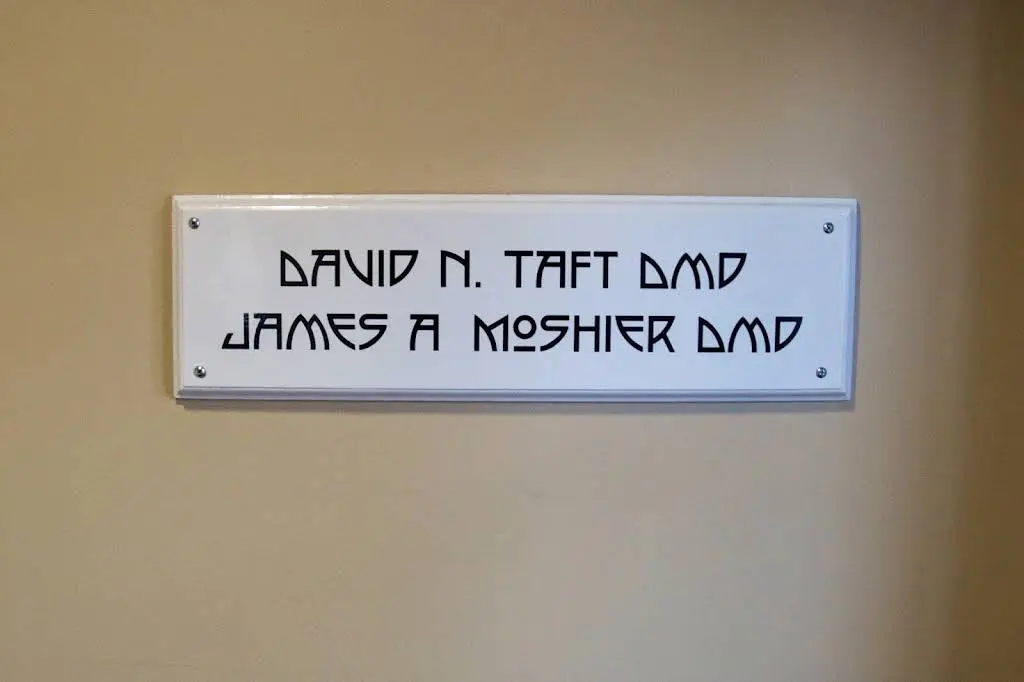 DAVID N. TAFT DMD
JAMES A MOSHIER DMD